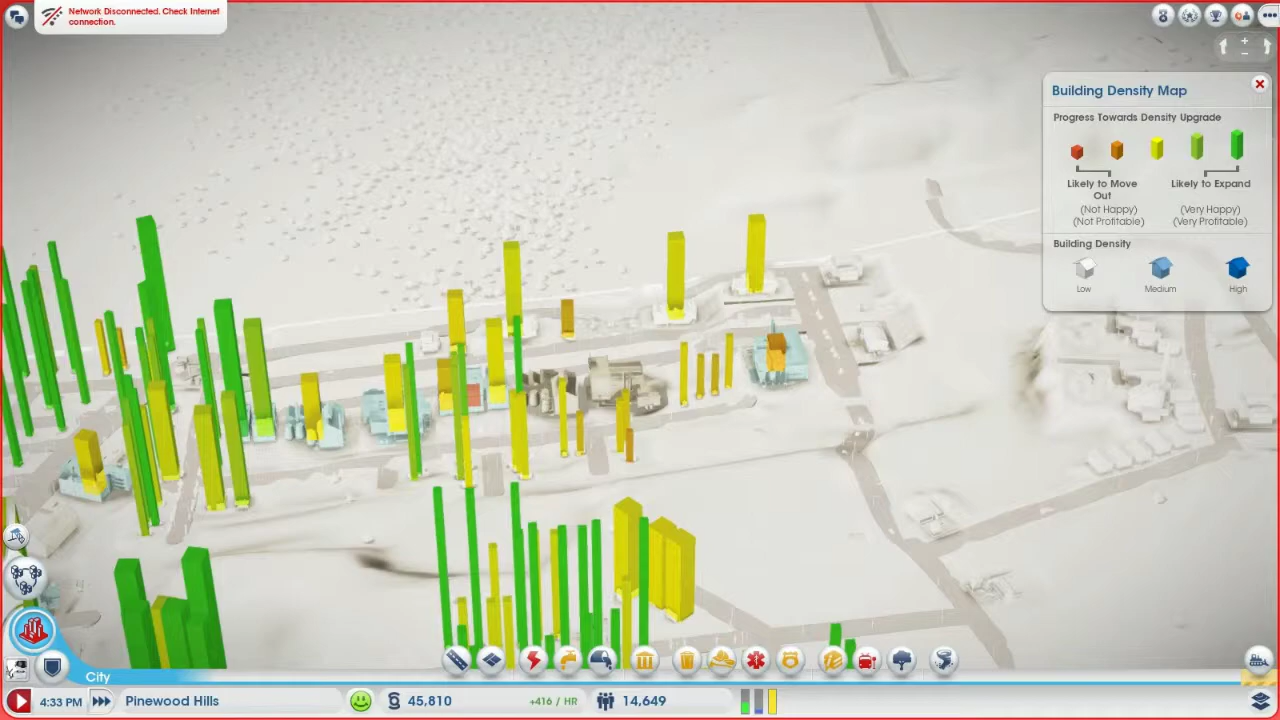 Network Disconnected. Check Internet
connection.
Building Density Map
Progress Towards Density Upgrade
Likely to Move
Out
Likely to Expand
(Not Happy)
(Very Happy)
(Not Profitable)
(Very Profitable)
Building Density
Low
Medium
High
City
4:33 PM
Pinewood Hills
45,810
+416 / HR
14,649